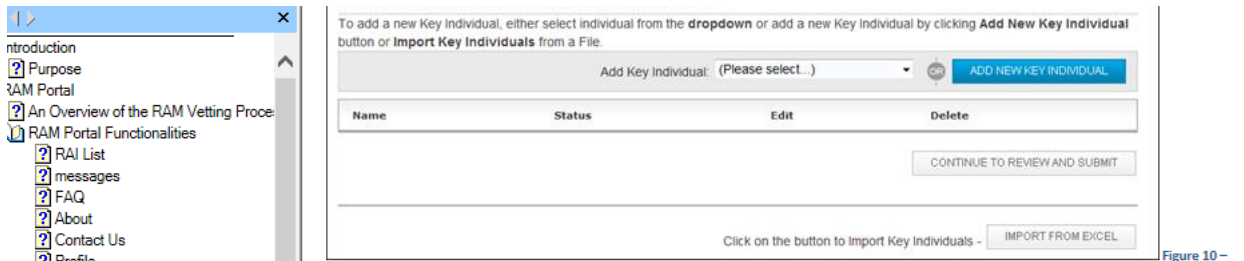 ntroduction
Purpose
RAM Portal
An Overview of the RAM Vetting Proce
RAM Portal Functionalities
RAI List
messages
FAQ
About
Contact Us
Profile
To add a new Key Individual, either select individual from the dropdown or add a new Key Individual by clicking Add New Key Individual
button or Import Key Individuals from a File.
Add Key Individual: (Please select...) OR ADD NEW KEY INDIVIDUAL
Name Status Edit Delete
CONTINUE TO REVIEW AND SUBMIT
Click on the button to Import Key Individuals - IMPORT FROM EXCEL
Figure 10 –